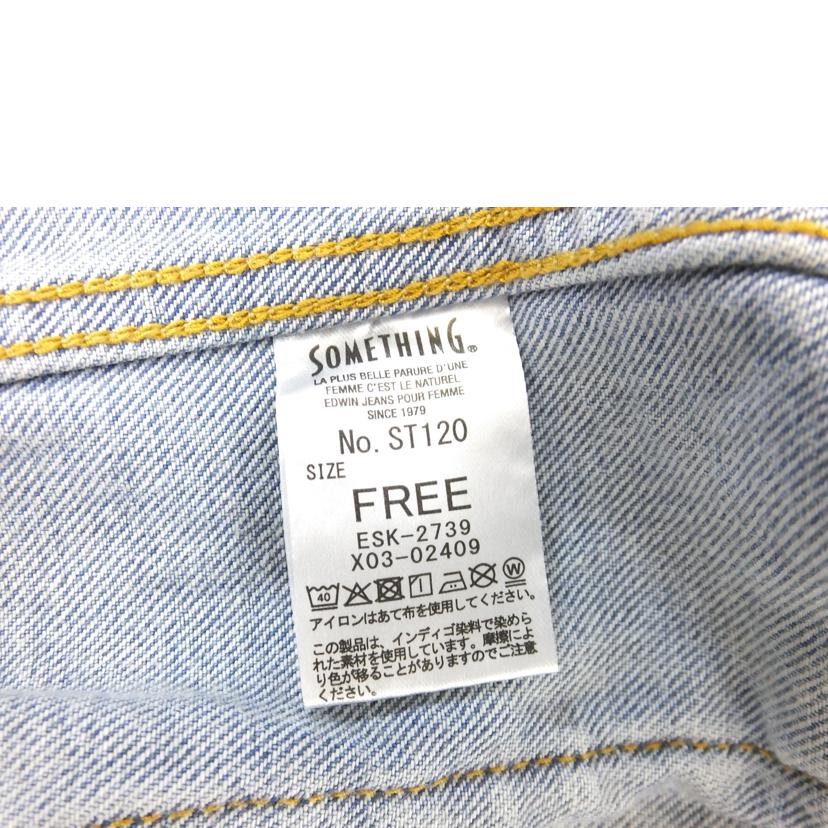 SOMETHING®
LA PLUS BELLE PARURE D'UNE
FEMME C'EST LE NATUREL
EDWIN JEANS POUR FEMME
SINCE 1979
No. ST120
SIZE
FREE
ESK-2739
X03-02409
40 W
アイロンはあて布を使用してください。
この製品は、インディゴ染料で染めら
れた素材を使用しています。摩擦によ
り色が移ることがありますのでご注意
ください。